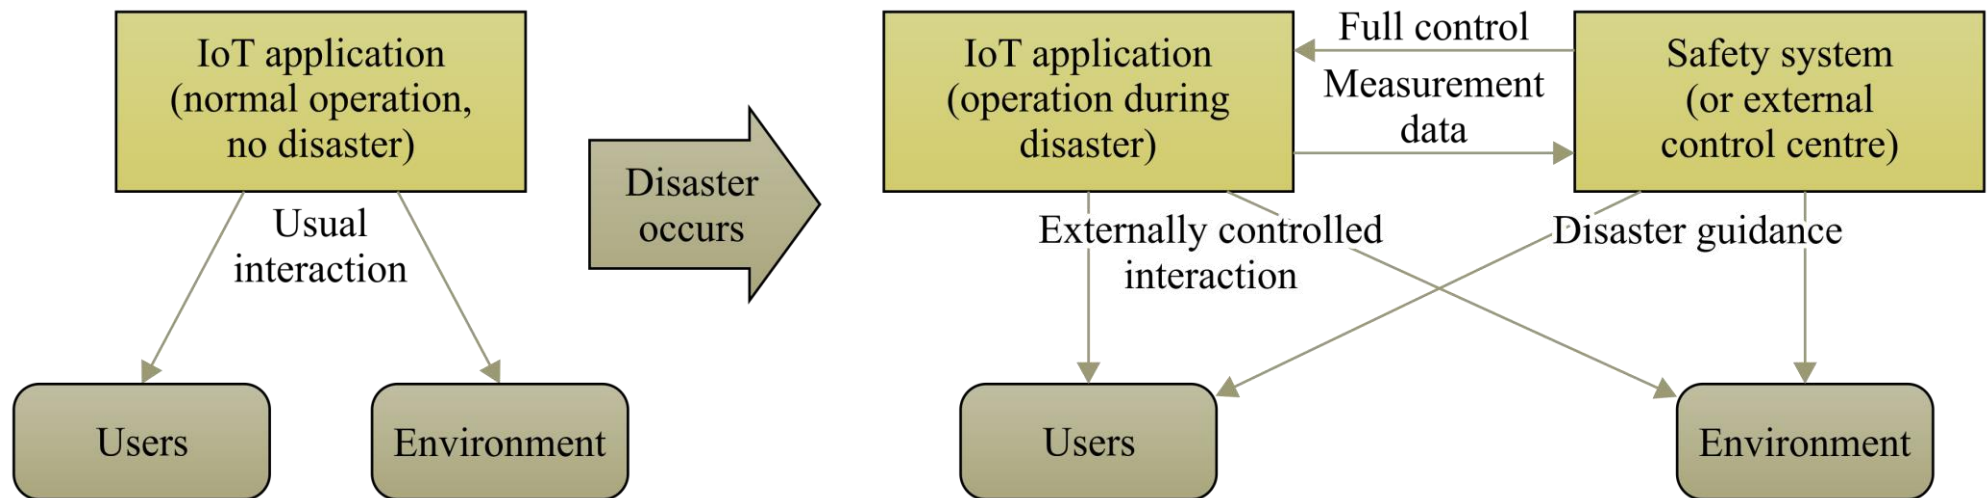 IoT application
(normal operation,
no disaster)
Usual
interaction
Users
Environment
Disaster
occurs
IoT application
(operation during
disaster)
Full control
Measurement
data
Safety system
(or external
control centre)
Externally controlled
interaction
Disaster guidance
Users
Environment